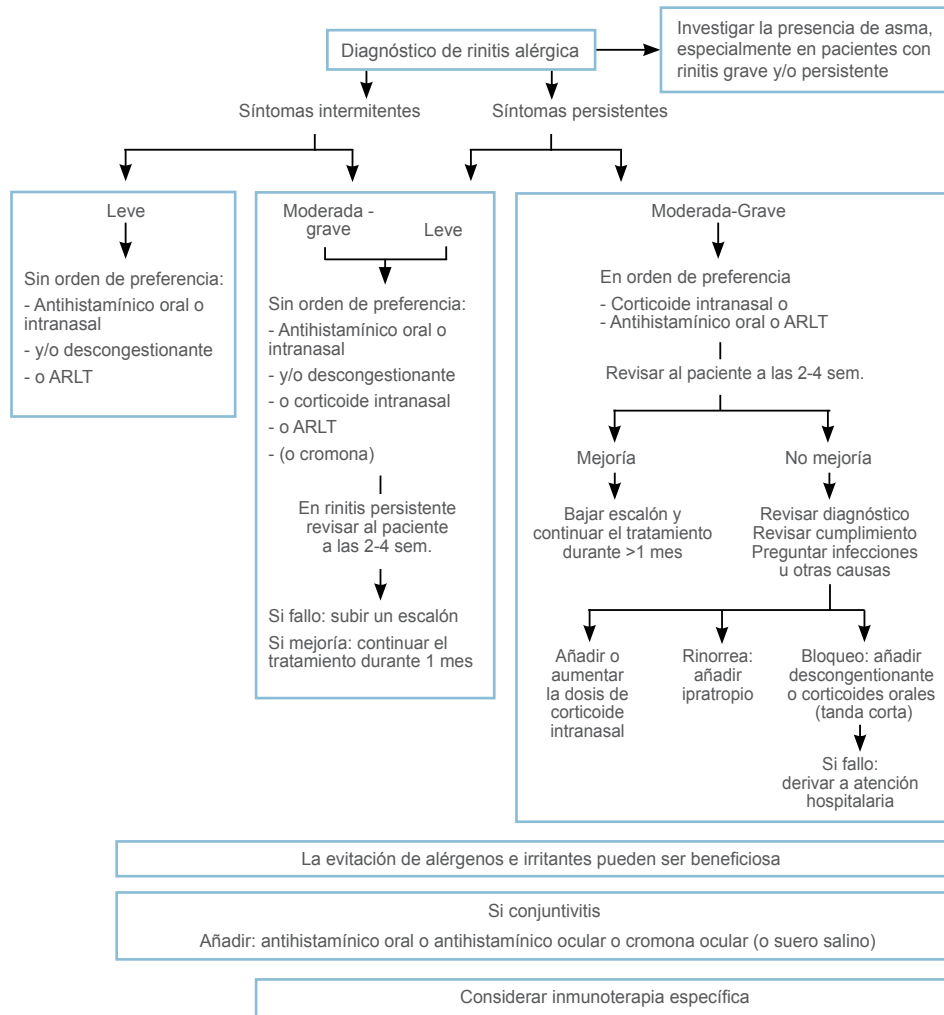 Diagnóstico de rinitis alérgica
Investigar la presencia de asma,
especialmente en pacientes con
rinitis grave y/o persistente
Síntomas intermitentes
Síntomas persistentes
Leve
Sin orden de preferencia:
- Antihistamínico oral o
intranasal
- y/o descongestionante
- o ARLT
Moderada -
grave
Leve
Sin orden de preferencia:
- Antihistamínico oral o
intranasal
- y/o descongestionante
- o corticoide intranasal
- o ARLT
- (o cromona)
En rinitis persistente
revisar al paciente
a las 2-4 sem.
Si fallo: subir un escalón
Si mejoría: continuar el
tratamiento durante 1 mes
Moderada-Grave
En orden de preferencia
- Corticoide intranasal o
- Antihistamínico oral o ARLT
Revisar al paciente a las 2-4 sem.
Mejoría
Bajar escalón y
continuar el tratamiento
durante >1 mes
No mejoría
Revisar diagnóstico
Revisar cumplimiento
Preguntar infecciones
u otras causas
Añadir o
aumentar
la dosis de
corticoide
intranasal
Rinorrea:
añadir
ipratropio
Bloqueo: añadir
descongentionante
o corticoides orales
(tanda corta)
Si fallo:
derivar a atención
hospitalaria
La evitación de alérgenos e irritantes pueden ser beneficiosa
Si conjuntivitis
Añadir: antihistamínico oral o antihistamínico ocular o cromona ocular (o suero salino)
Considerar inmunoterapia específica